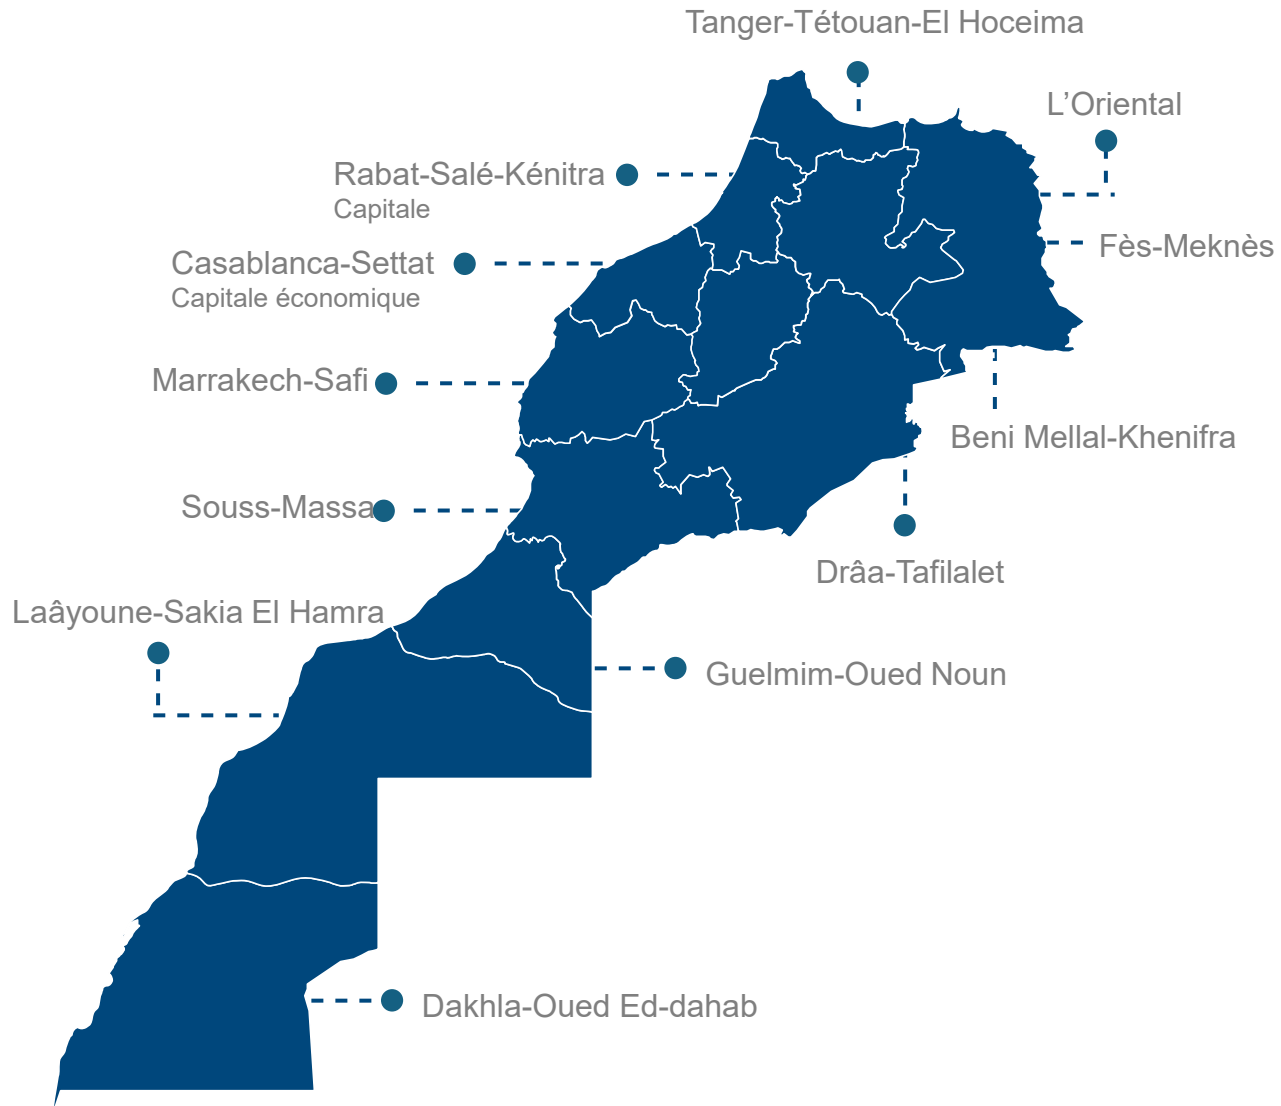 Tanger-Tétouan-El Hoceima
L’Oriental
Rabat-Salé-Kénitra
Capitale
Fès-Meknès
Casablanca-Settat
Capitale économique
Marrakech-Safi
Beni Mellal-Khenifra
Souss-Massa
Drâa-Tafilalet
Laâyoune-Sakia El Hamra
Guelmim-Oued Noun
Dakhla-Oued Ed-dahab